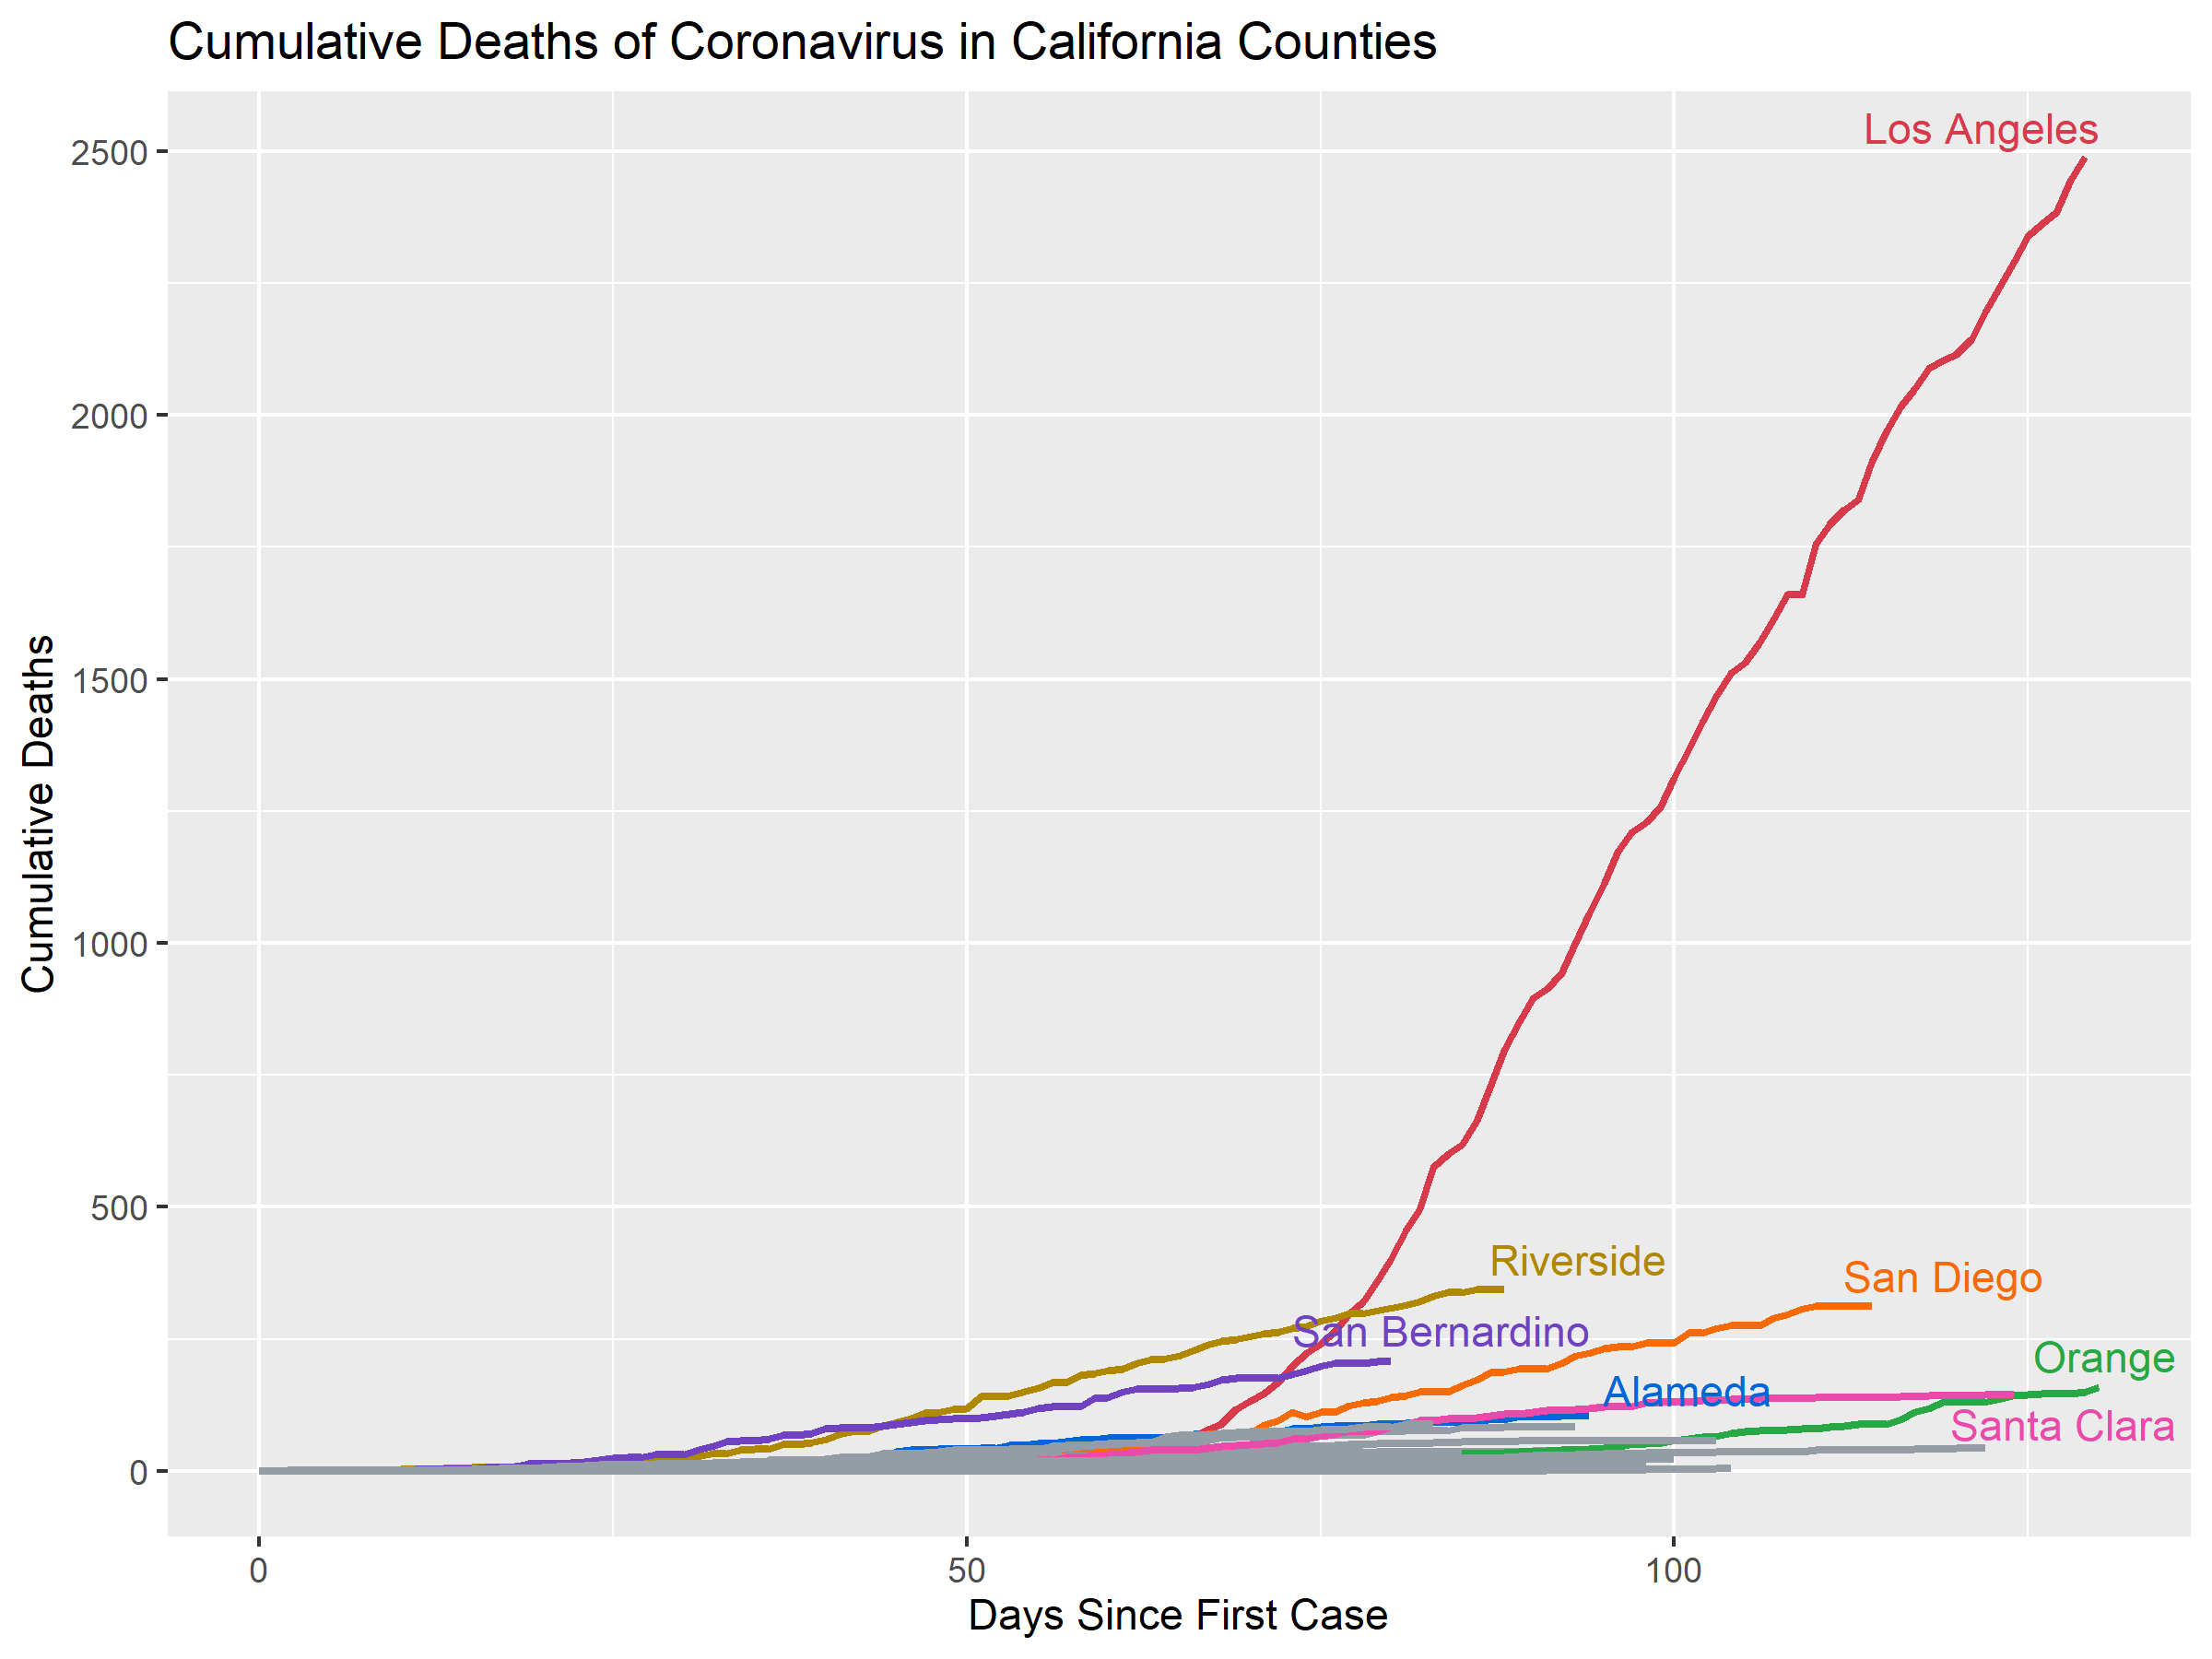 Cumulative Deaths of Coronavirus in California Counties
Los Angeles
2500
2000
1500
Cumulative Deaths
1000
500
Riverside
San Diego
San Bernardino
Orange
Alameda
Santa Clara
0
0 50 100
Days Since First Case